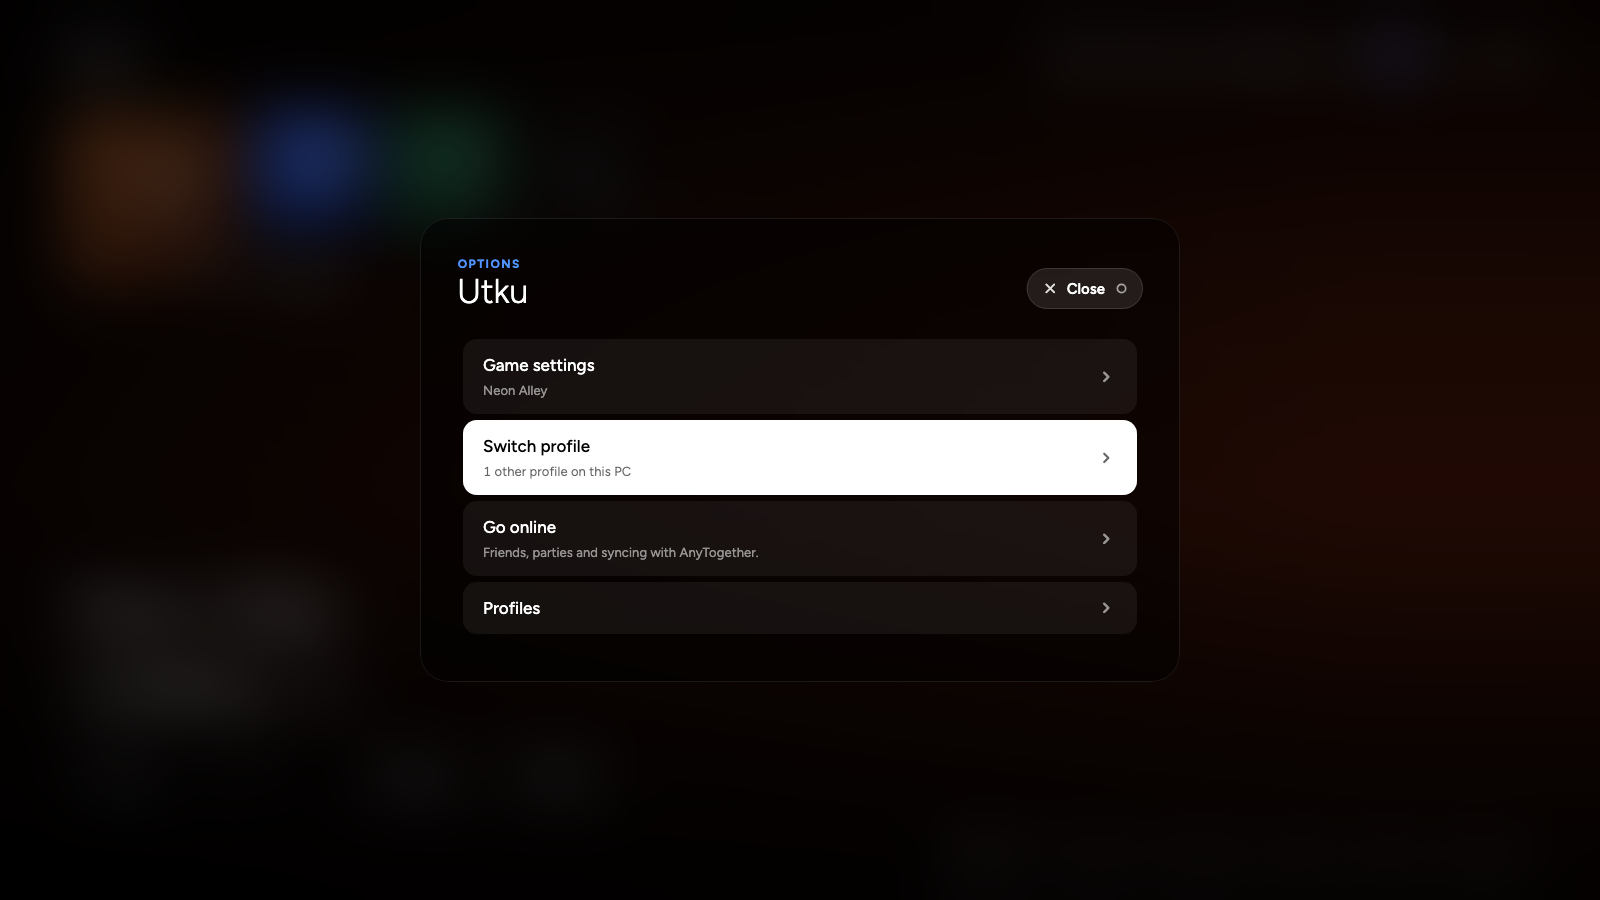 OPTIONS
Utku
Close
Game settings
Neon Alley
Switch profile
1 other profile on this PC
Go online
Friends, parties and syncing with AnyTogether.
Profiles